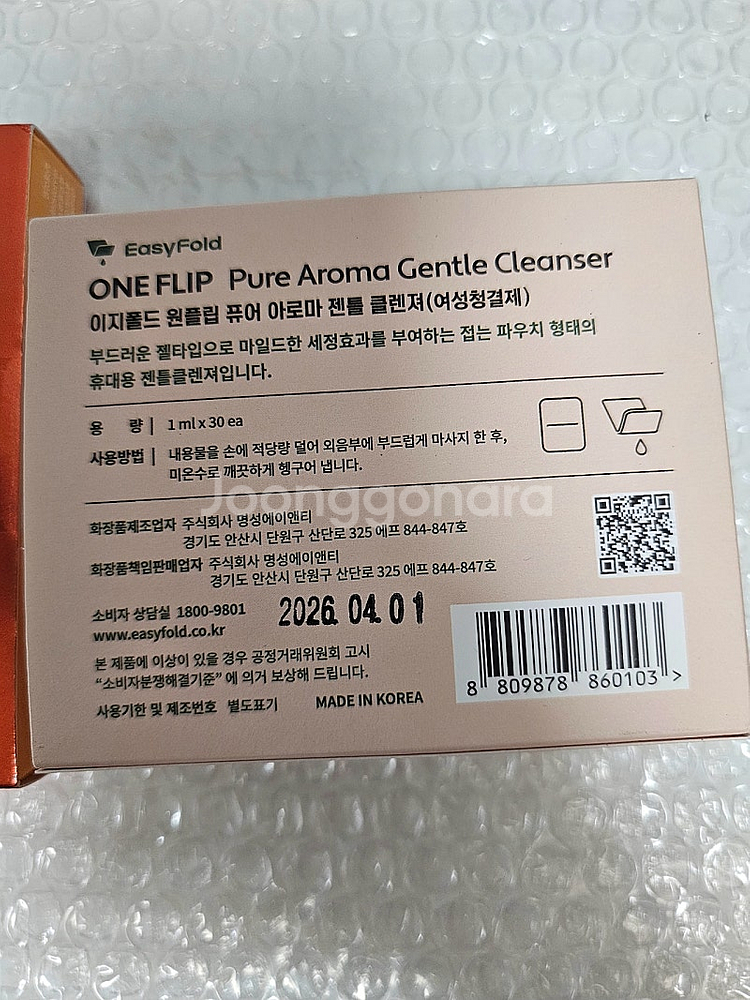 EasyFold
ONE FLIP Pure Aroma Gentle Cleanser
이지폴드 원플립 퓨어 아로마 젠틀 클렌져(여성청결제)
부드러운 젤타입으로 마일드한 세정효과를 부여하는 접는 파우치 형태의
휴대용 젠틀클렌져입니다.
용 량 | 1 ml x 30 ea
사용방법 | 내용물을 손에 적당량 덜어 외음부에 부드럽게 마사지 한 후,
미온수로 깨끗하게 헹구어 냅니다.
Joonggonara
화장품제조업자 주식회사 명성에이앤티
경기도 안산시 단원구 산단로 325 에프 844-847호
화장품책임판매업자 주식회사 명성에이앤티
경기도 안산시 단원구 산단로 325 에프 844-847호
소비자 상담실 1800-9801
www.easyfold.co.kr
2026. 04. 01
본 제품에 이상이 있을 경우 공정거래위원회 고시
“소비자분쟁해결기준” 에 의거 보상해 드립니다.
사용기한 및 제조번호 별도표기 MADE IN KOREA
8 809878 860103 >